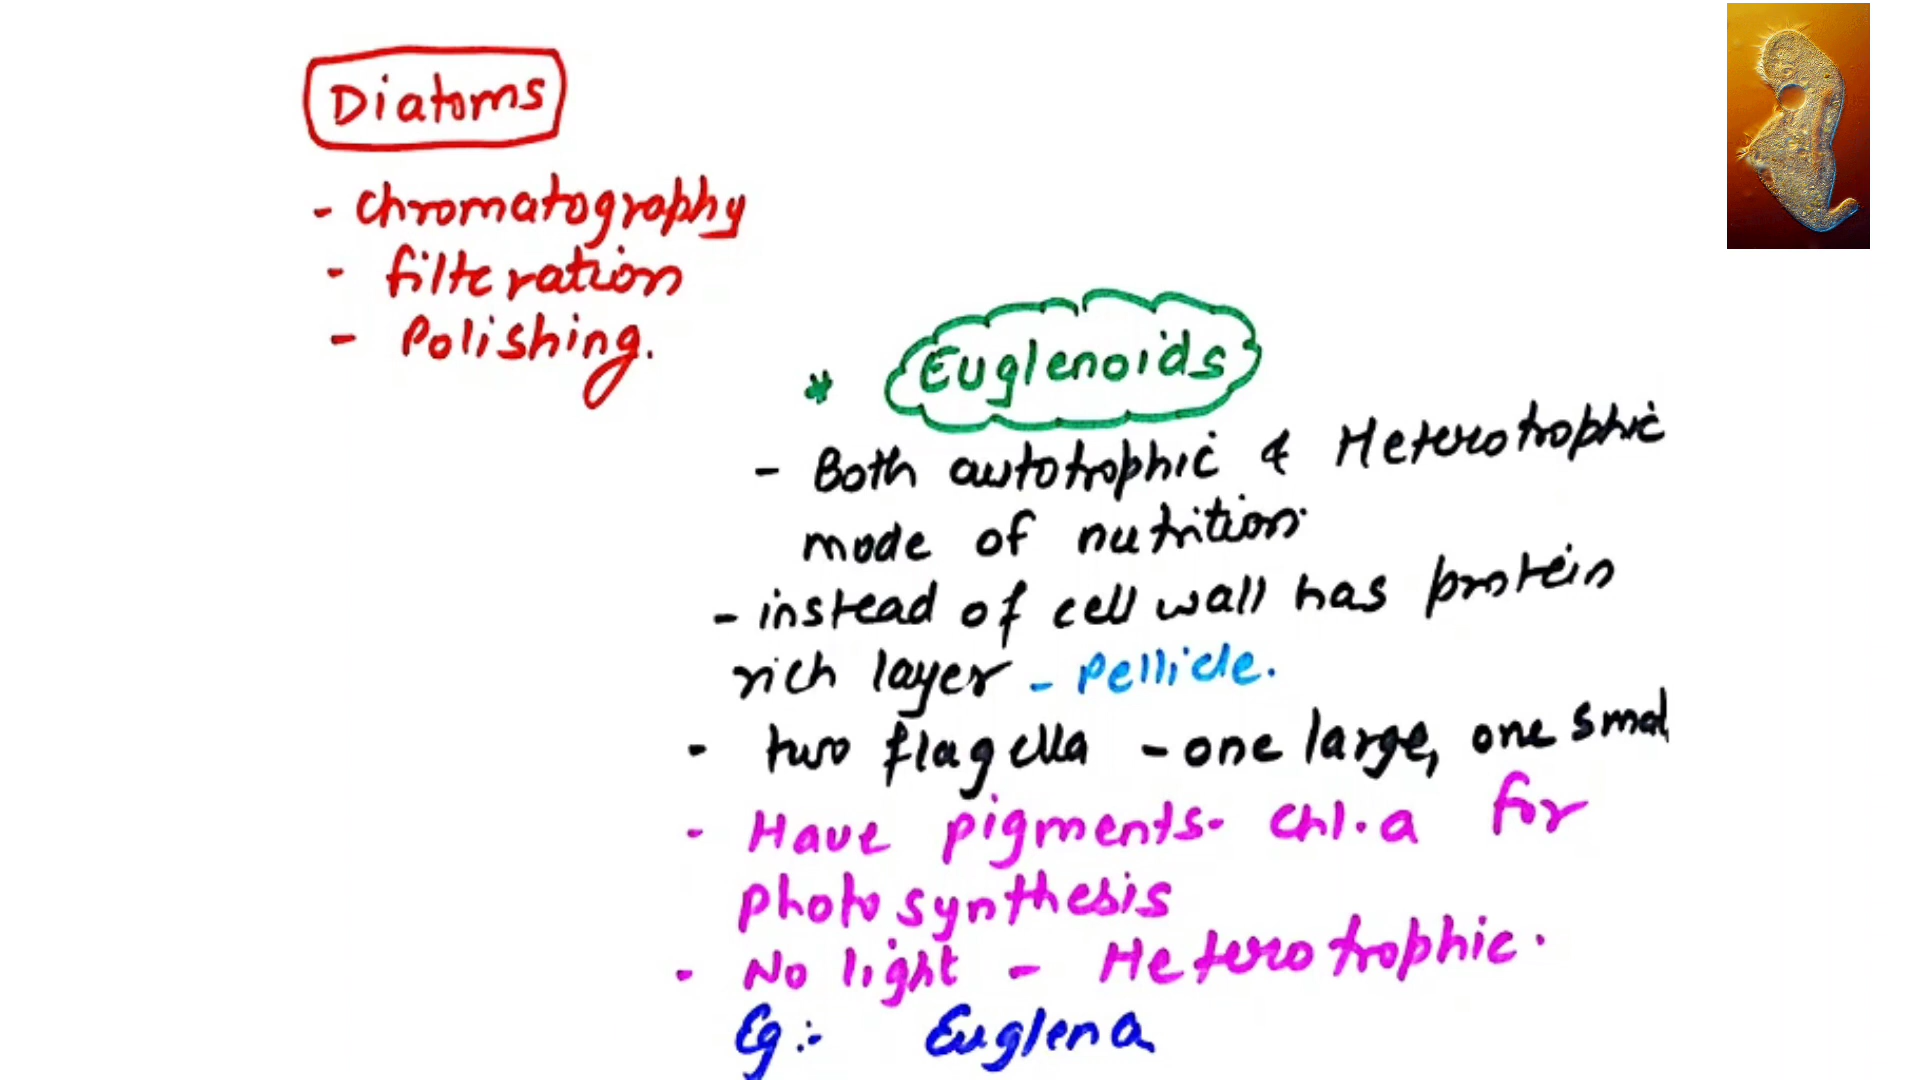 Diatoms
- Chromatography
- filteration
- Polishing.
* Euglenoids
- Both autotrophic & Heterotrophic
mode of nutrition.
- instead of cell wall has protein
rich layer - Pellicle.
- two flagella - one large, one small
- Have pigments - chl.a for
photosynthesis
- No light - Heterotrophic.
Eg :- Euglena